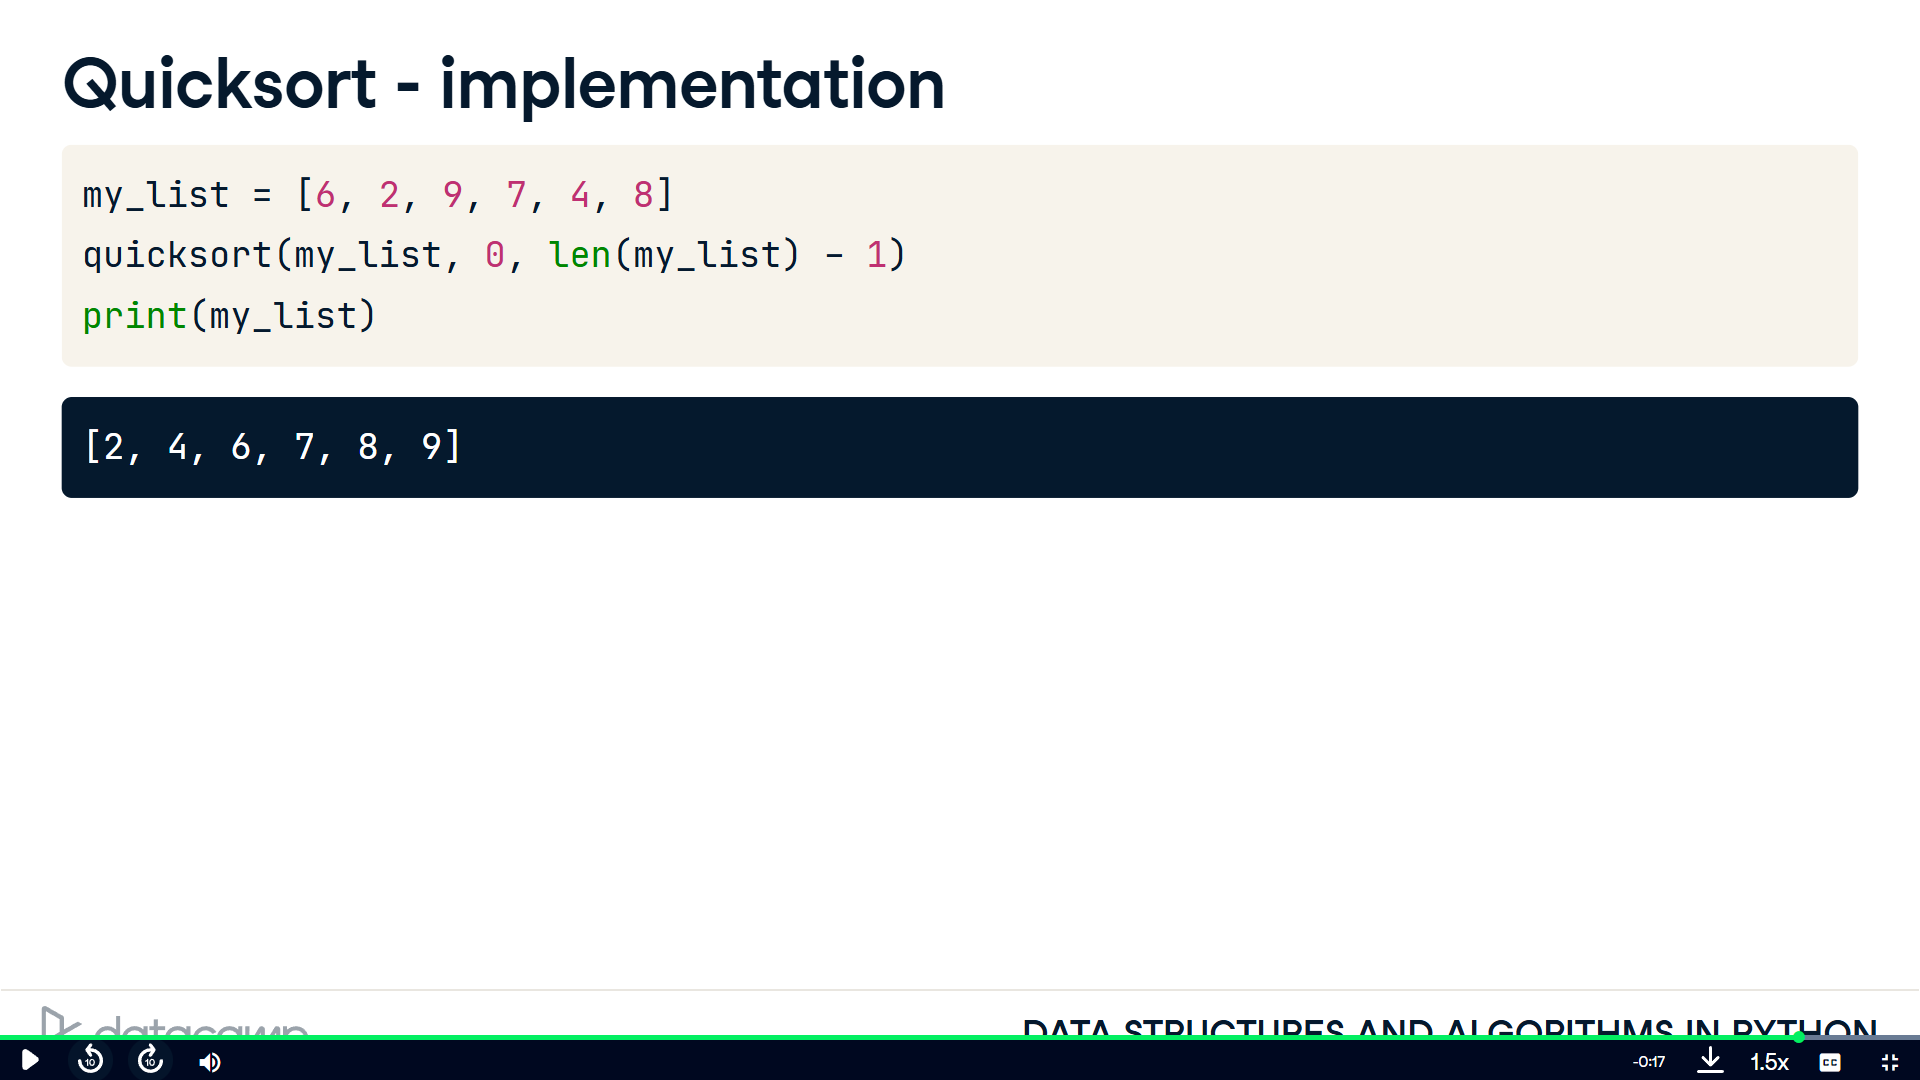 Quicksort - implementation
my_list = [6, 2, 9, 7, 4, 8]
quicksort(my_list, 0, len(my_list) - 1)
print(my_list)
[2, 4, 6, 7, 8, 9]
datacamp
DATA STRUCTURES AND ALGORITHMS IN PYTHON
10
10
-0:17
1.5x
CC